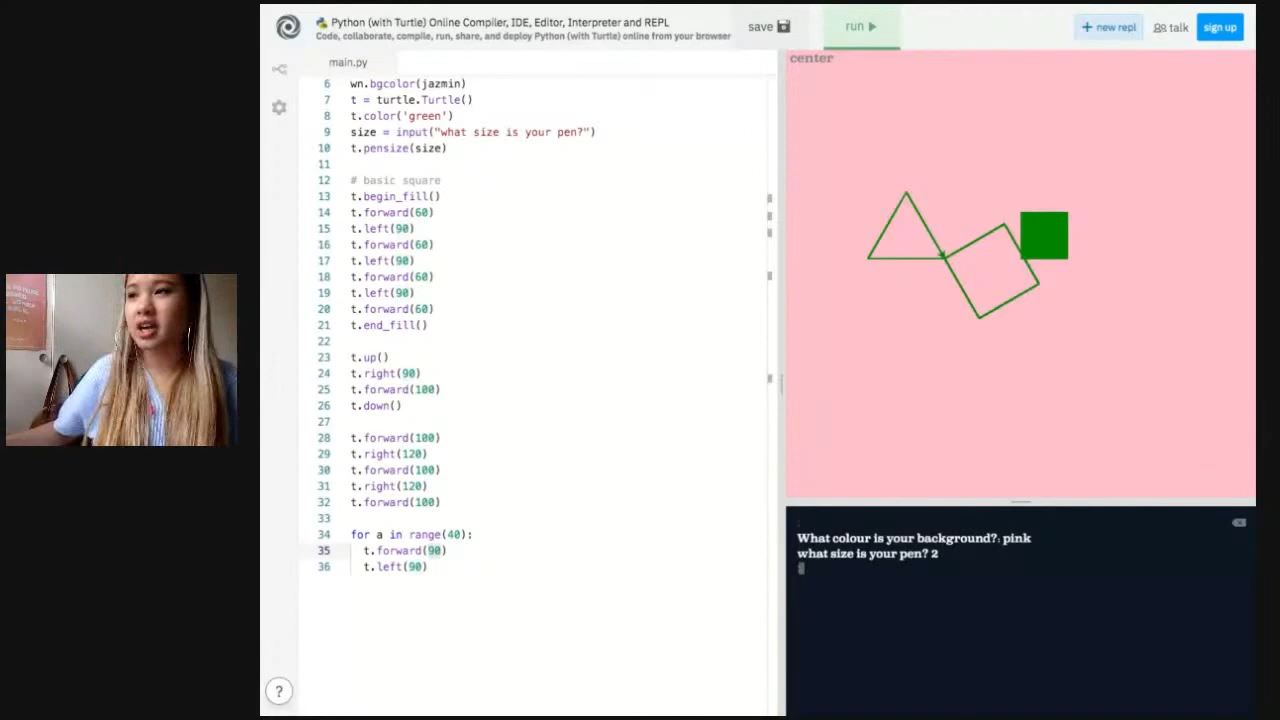 Python (with Turtle) Online Compiler, IDE, Editor, Interpreter and REPL
Code, collaborate, compile, run, share, and deploy Python (with Turtle) online from your browser
save
run
+ new repl
talk
sign up
main.py
6 wn.bgcolor(jazmin)
7 t = turtle.Turtle()
8 t.color('green')
9 size = input("what size is your pen?")
10 t.pensize(size)
11
12 # basic square
13 t.begin_fill()
14 t.forward(60)
15 t.left(90)
16 t.forward(60)
17 t.left(90)
18 t.forward(60)
19 t.left(90)
20 t.forward(60)
21 t.end_fill()
22
23 t.up()
24 t.right(90)
25 t.forward(100)
26 t.down()
27
28 t.forward(100)
29 t.right(120)
30 t.forward(100)
31 t.right(120)
32 t.forward(100)
33
34 for a in range(40):
35 t.forward(90)
36 t.left(90)
?
center
What colour is your background?: pink
what size is your pen? 2